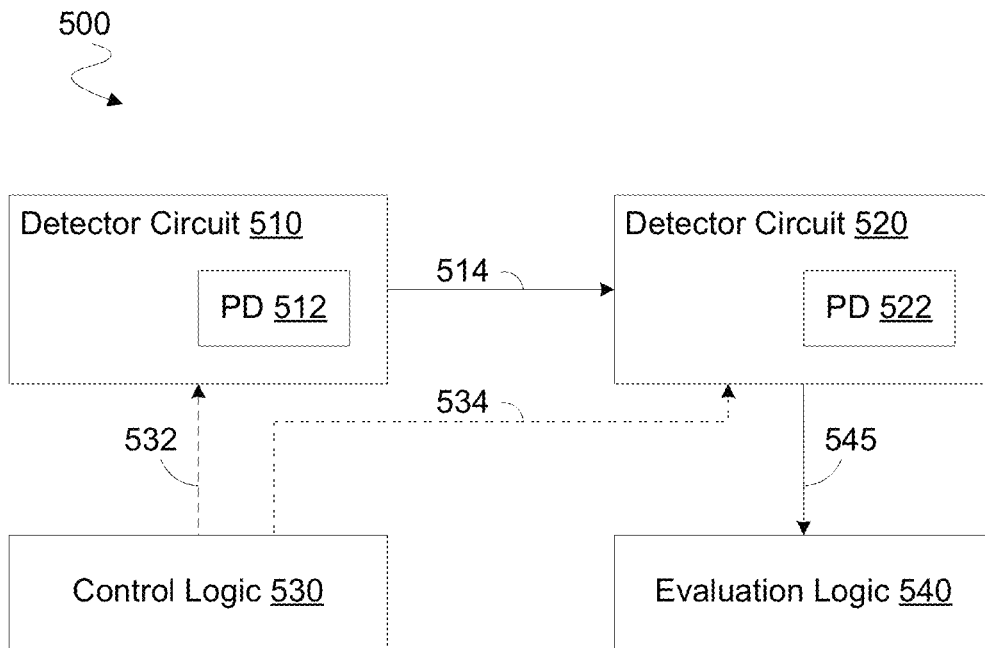 500
Detector Circuit 510
Detector Circuit 520
514
PD 512
PD 522
534
532
545
Control Logic 530
Evaluation Logic 540